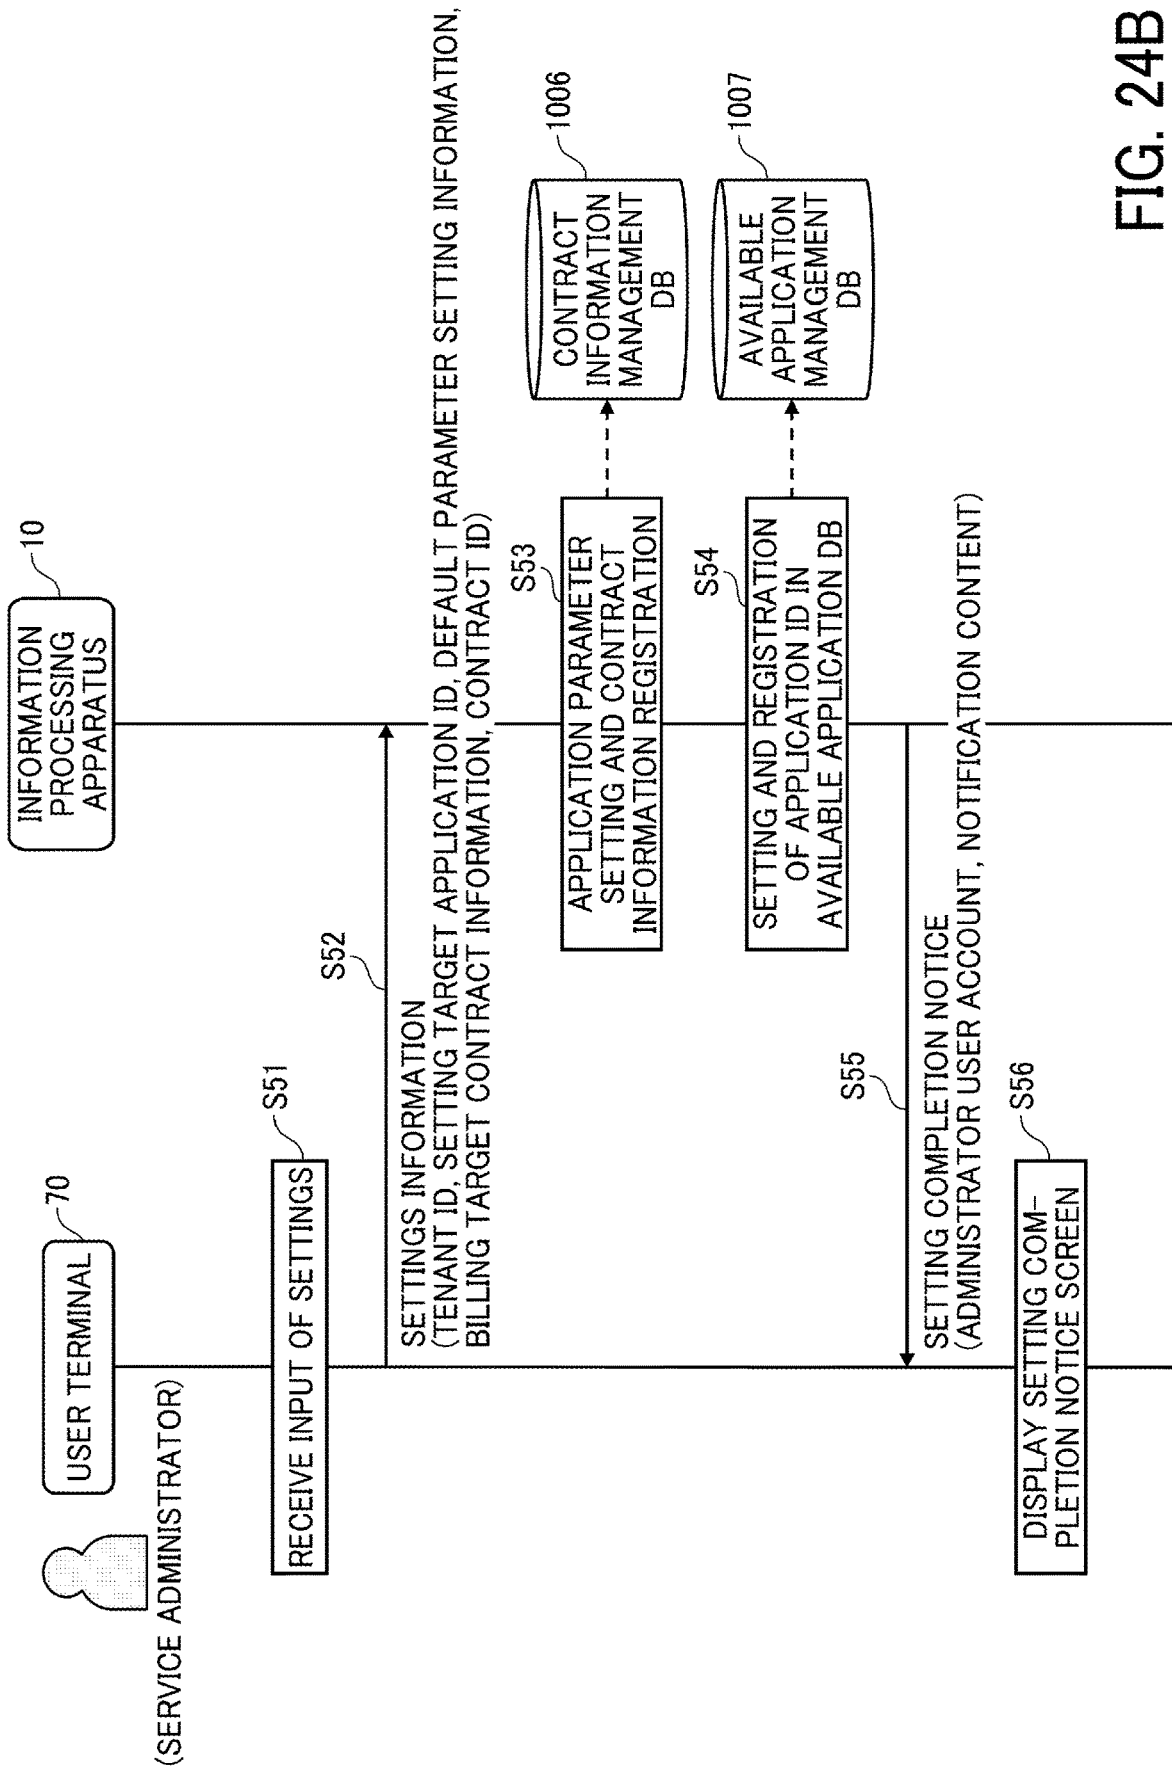 USER TERMINAL
70
(SERVICE ADMINISTRATOR)
INFORMATION
PROCESSING
APPARATUS
10
RECEIVE INPUT OF SETTINGS
S51
S52
SETTINGS INFORMATION
(TENANT ID, SETTING TARGET APPLICATION ID, DEFAULT PARAMETER SETTING INFORMATION,
BILLING TARGET CONTRACT INFORMATION, CONTRACT ID)
S53
APPLICATION PARAMETER
SETTING AND CONTRACT
INFORMATION REGISTRATION
CONTRACT
INFORMATION
MANAGEMENT
DB
1006
S54
SETTING AND REGISTRATION
OF APPLICATION ID IN
AVAILABLE APPLICATION DB
AVAILABLE
APPLICATION
MANAGEMENT
DB
1007
S55
SETTING COMPLETION NOTICE
(ADMINISTRATOR USER ACCOUNT, NOTIFICATION CONTENT)
S56
DISPLAY SETTING COM-
PLETION NOTICE SCREEN
FIG. 24B